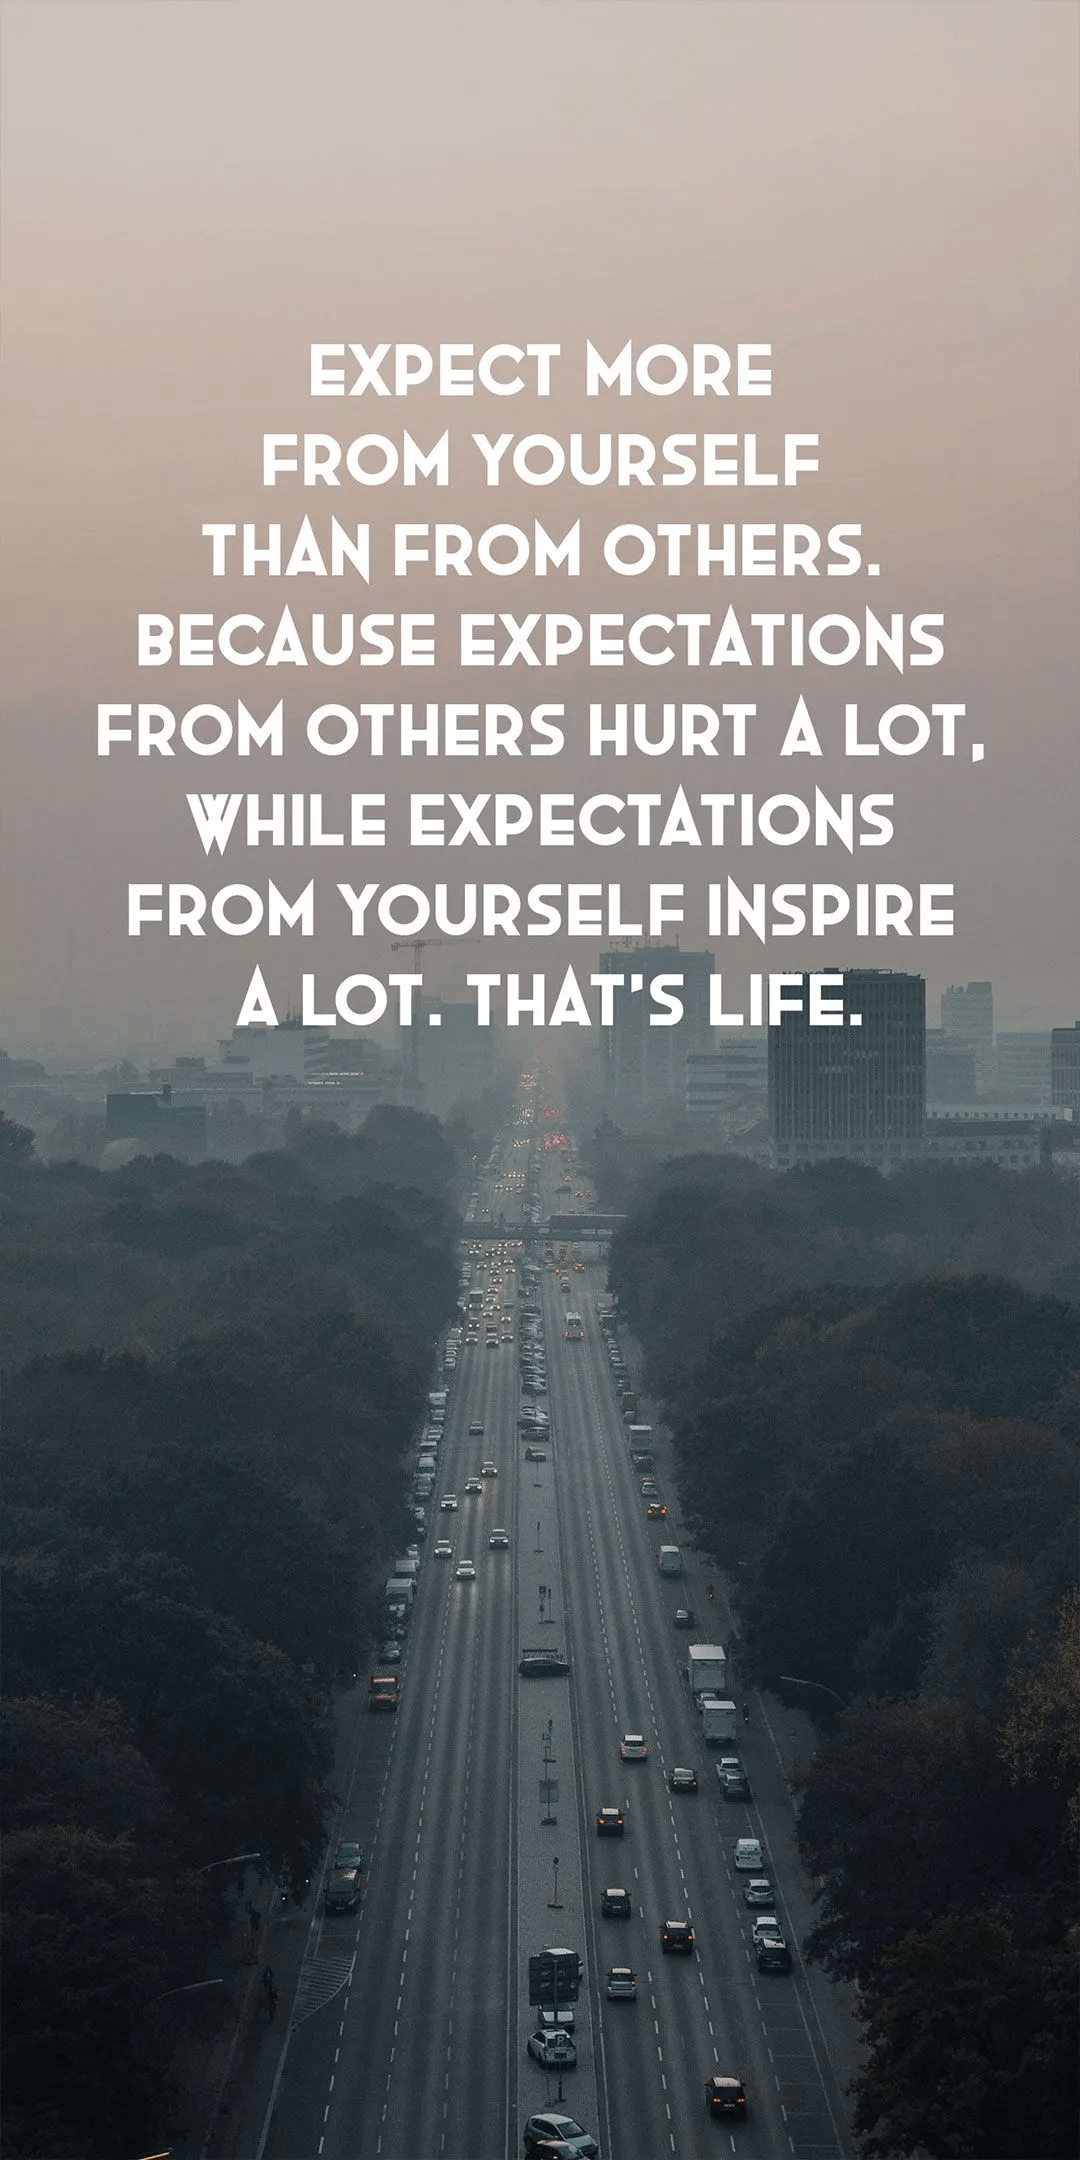 EXPECT MORE
FROM YOURSELF
THAN FROM OTHERS.
BECAUSE EXPECTATIONS
FROM OTHERS HURT A LOT,
WHILE EXPECTATIONS
FROM YOURSELF INSPIRE
A LOT. THAT'S LIFE.